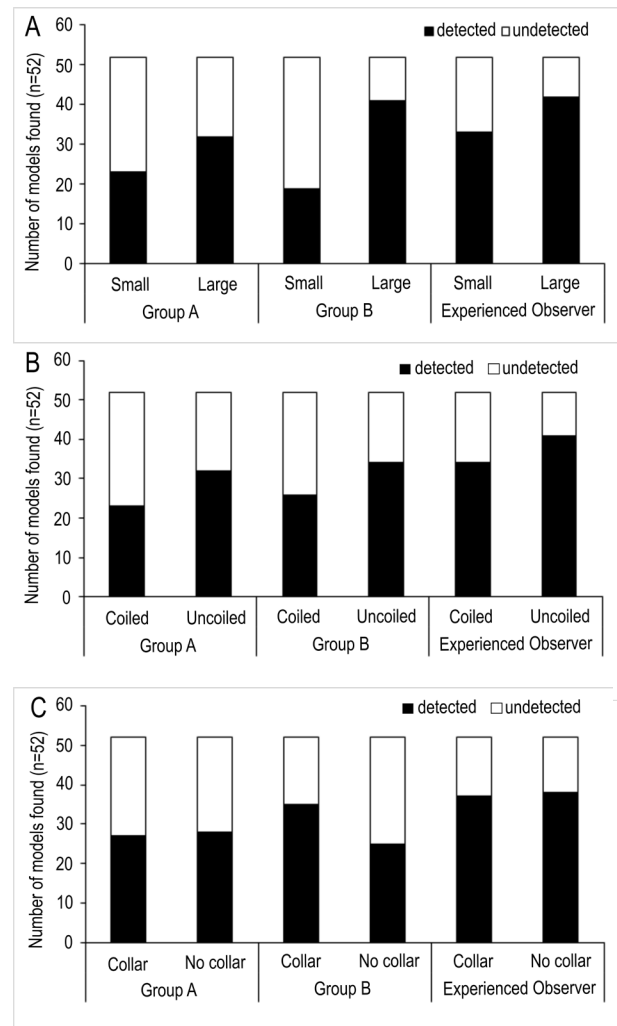 A
60
detected undetected
50
40
30
20
10
0
Number of models found (n=52)
Small Large Small Large Small Large
Group A Group B Experienced Observer
B
60
detected undetected
50
40
30
20
10
0
Number of models found (n=52)
Coiled Uncoiled Coiled Uncoiled Coiled Uncoiled
Group A Group B Experienced Observer
C
60
detected undetected
50
40
30
20
10
0
Number of models found (n=52)
Collar No collar Collar No collar Collar No collar
Group A Group B Experienced Observer